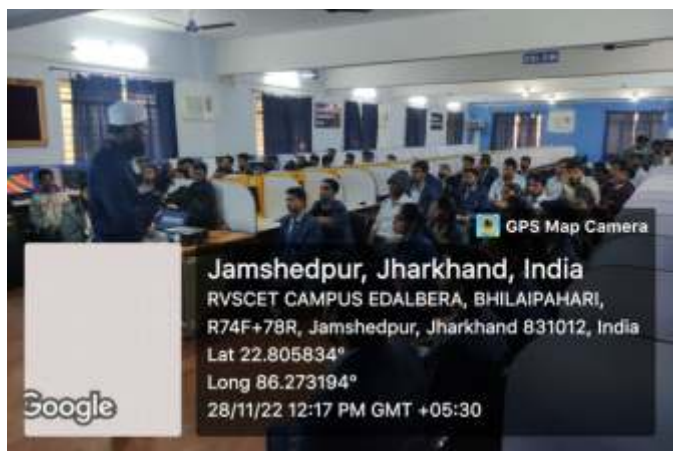 GPS Map Camera
Jamshedpur, Jharkhand, India
RVSCET CAMPUS EDALBERA, BHILAIPAHARI,
R74F+78R, Jamshedpur, Jharkhand 831012, India
Lat 22.805834°
Long 86.273194°
28/11/22 12:17 PM GMT +05:30
Google